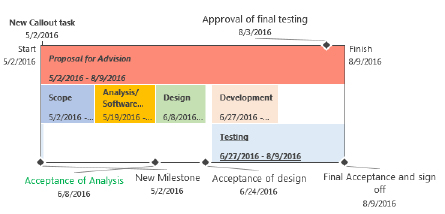 Approval of final testing
8/3/2016
New Callout task
5/2/2016
Start
5/2/2016
Finish
8/9/2016
Proposal for Advision
5/2/2016 - 8/9/2016
Scope
5/2/2016 -...
Analysis/
Software...
5/19/2016 -...
Design
6/8/2016 -...
Development
6/27/2016 -...
Testing
6/27/2016 - 8/9/2016
Acceptance of Analysis
6/8/2016
New Milestone
5/2/2016
Acceptance of design
6/24/2016
Final Acceptance and sign
off
8/9/2016